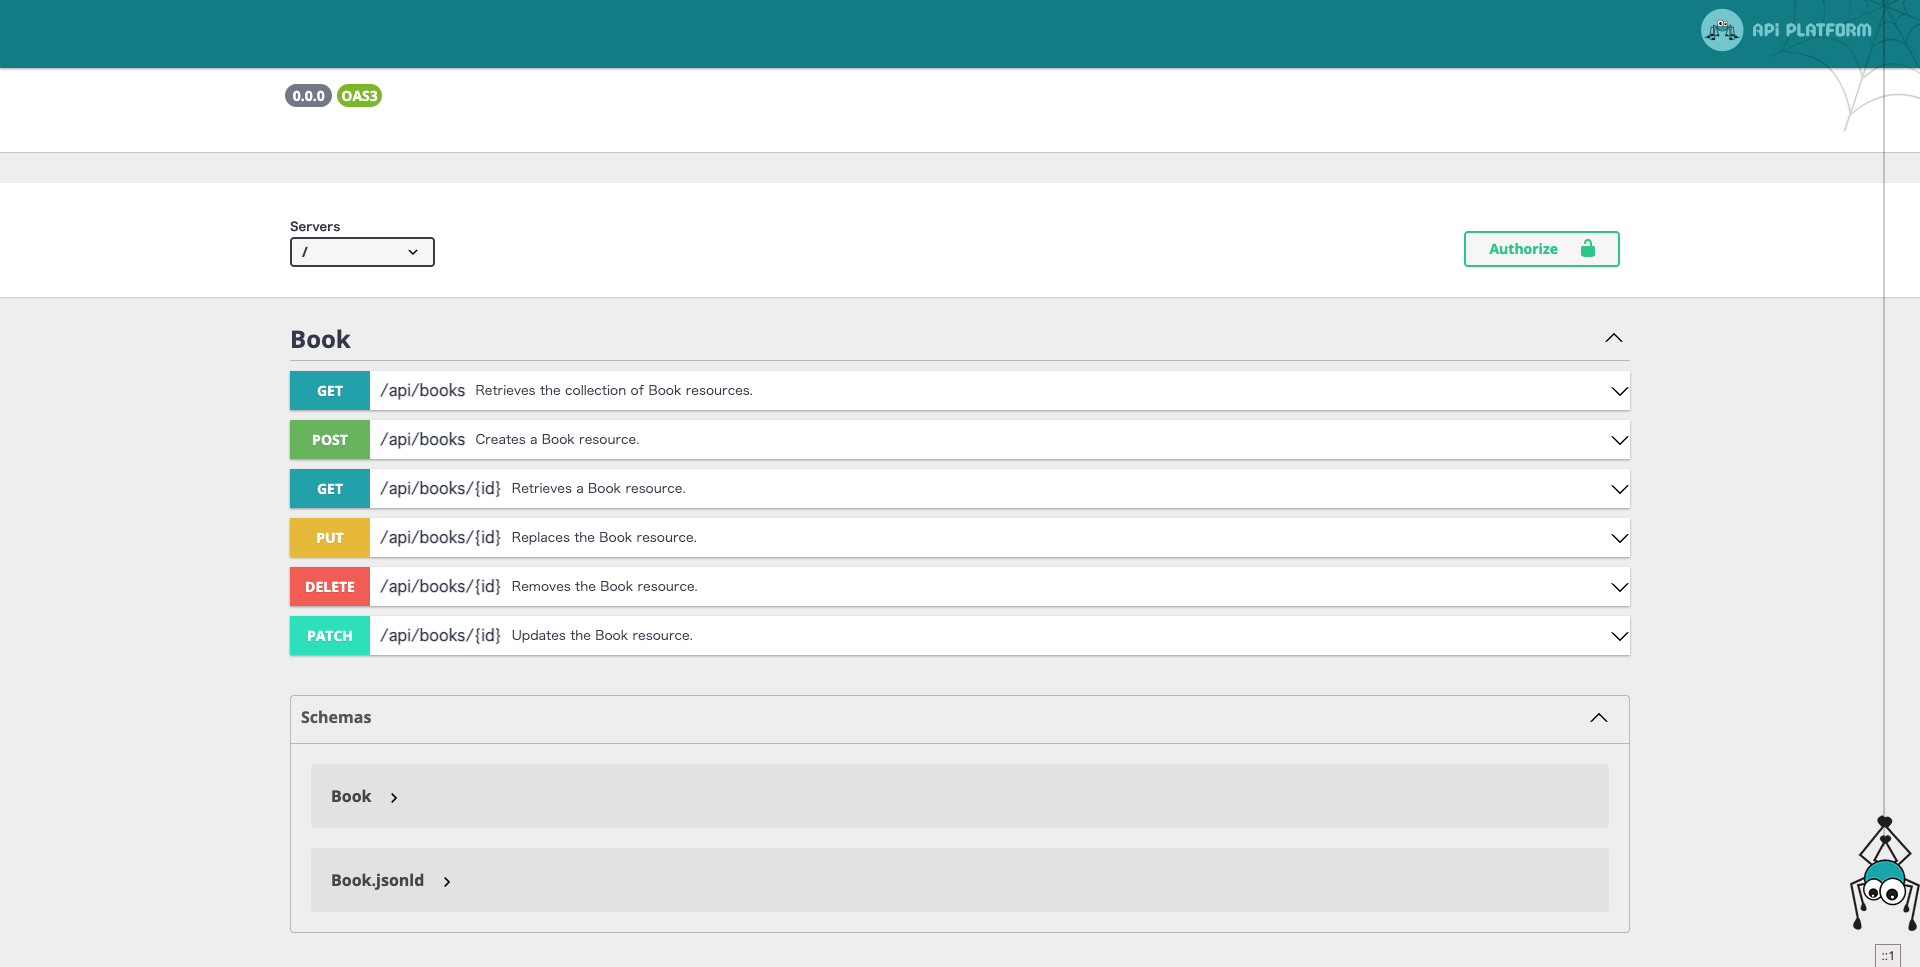 API PLATFORM
0.0.0 OAS3
Servers
/
Authorize
Book
GET /api/books Retrieves the collection of Book resources.
POST /api/books Creates a Book resource.
GET /api/books/{id} Retrieves a Book resource.
PUT /api/books/{id} Replaces the Book resource.
DELETE /api/books/{id} Removes the Book resource.
PATCH /api/books/{id} Updates the Book resource.
Schemas
Book
Book.jsonld
::1